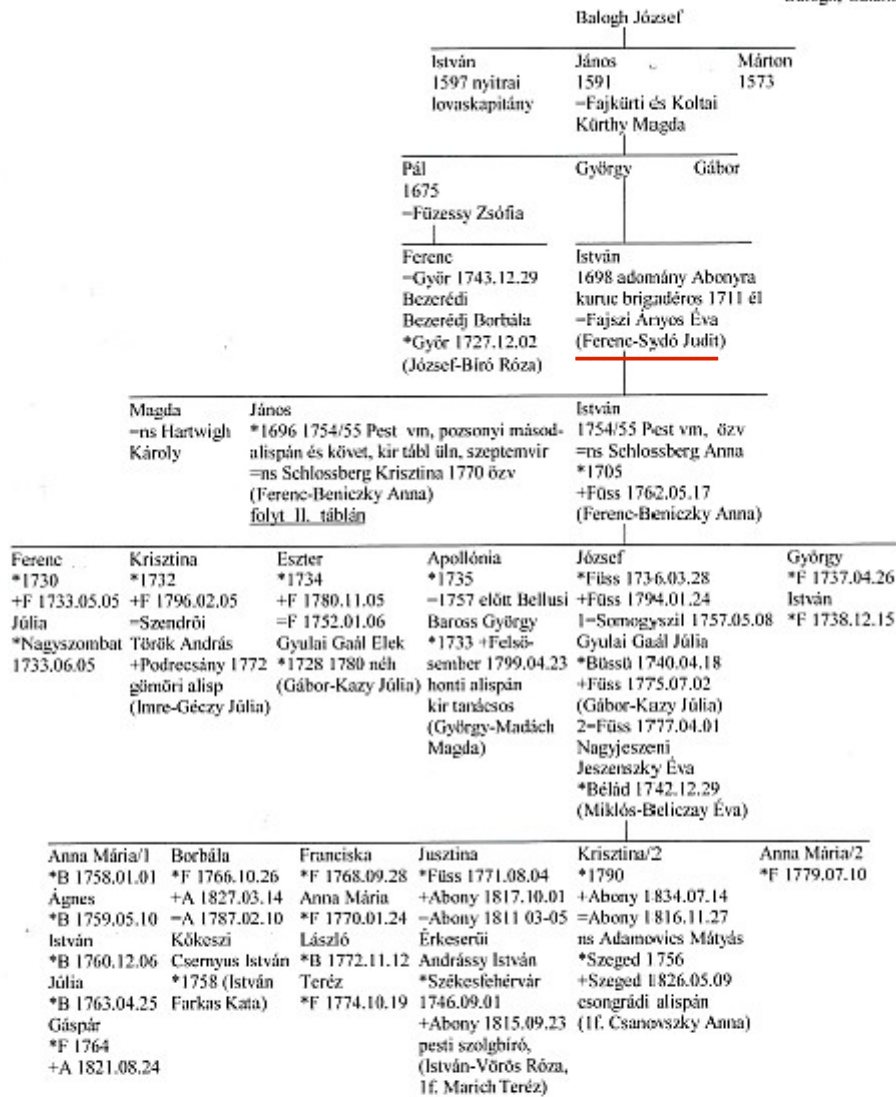 Balogh József
István
1597 nyitrai
lovaskapitány
János
1591
=Fajkürti és Koltai
Kürthy Magda
Márton
1573
Pál
1675
=Füzessy Zsófia
György
Gábor
Ferenc
=Györ 1743.12.29
Bezerédi
Bezerédj Borbála
*Györ 1727.12.02
(József-Bíró Róza)
István
1698 adomány Abonyra
kuruc brigadéros 1711 él
=Fajszi Ányos Éva
(Ferenc-Sydó Judit)
Magda
=ns Hartwigh
Károly
János
*1696 1754/55 Pest vm, pozsonyi másod-
alispán és követ, kir tábl üln, szeptemvir
=ns Schlossberg Krisztina 1770 özv
(Ferenc-Beniczky Anna)
folyt II. táblán
István
1754/55 Pest vm, özv
=ns Schlossberg Anna
*1705
+Füss 1762.05.17
(Ferenc-Beniczky Anna)
Ferenc
*1730
+F 1733.05.05
Júlia
*Nagyszombat
1733.06.05
Krisztina
*1732
+F 1796.02.05
=Szendrői
Török András
+Podrecsány 1772
gömöri alisp
(Imre-Géczy Júlia)
Eszter
*1734
+F 1780.11.05
=F 1752.01.06
Gyulai Gaál Elek
*1728 1780 néh
(Gábor-Kazy Júlia)
Apollónia
*1735
=1757 előtt Bellusi
Baross György
*1733 +Felső-
sember 1799.04.23
honti alispán
kir tanácsos
(György-Madách
Magda)
József
*Füss 1736.03.28
+Füss 1794.01.24
1=Somogyszil 1757.05.08
Gyulai Gaál Júlia
*Büssü 1740.04.18
+Füss 1775.07.02
(Gábor-Kazy Júlia)
2=Füss 1777.04.01
Nagyjeszeni
Jeszenszky Éva
*Bélád 1742.12.29
(Miklós-Beliczay Éva)
György
*F 1737.04.26
István
*F 1738.12.15
Anna Mária/1
*B 1758.01.01
Ágnes
*B 1759.05.10
István
*B 1760.12.06
Júlia
*B 1763.04.25
Gáspár
*F 1764
+A 1821.08.24
Borbála
*F 1766.10.26
+A 1827.03.14
=A 1787.02.10
Kőkeszi
Csernyus István
*1758 (István
Farkas Kata)
Franciska
*F 1768.09.28
Anna Mária
*F 1770.01.24
László
*B 1772.11.12
Teréz
*F 1774.10.19
Jusztina
*Füss 1771.08.04
+Abony 1817.10.01
=Abony 1811 03-05
Érkeserűi
Andrássy István
*Székesfehérvár
1746.09.01
+Abony 1815.09.23
pesti szolgbíró,
(István-Vörös Róza,
1f. Marich Teréz)
Krisztina/2
*1790
+Abony 1834.07.14
=Abony 1816.11.27
ns Adamovics Mátyás
*Szeged 1756
+Szeged 1826.05.09
csongrádi alispán
(1f. Csanovszky Anna)
Anna Mária/2
*F 1779.07.10